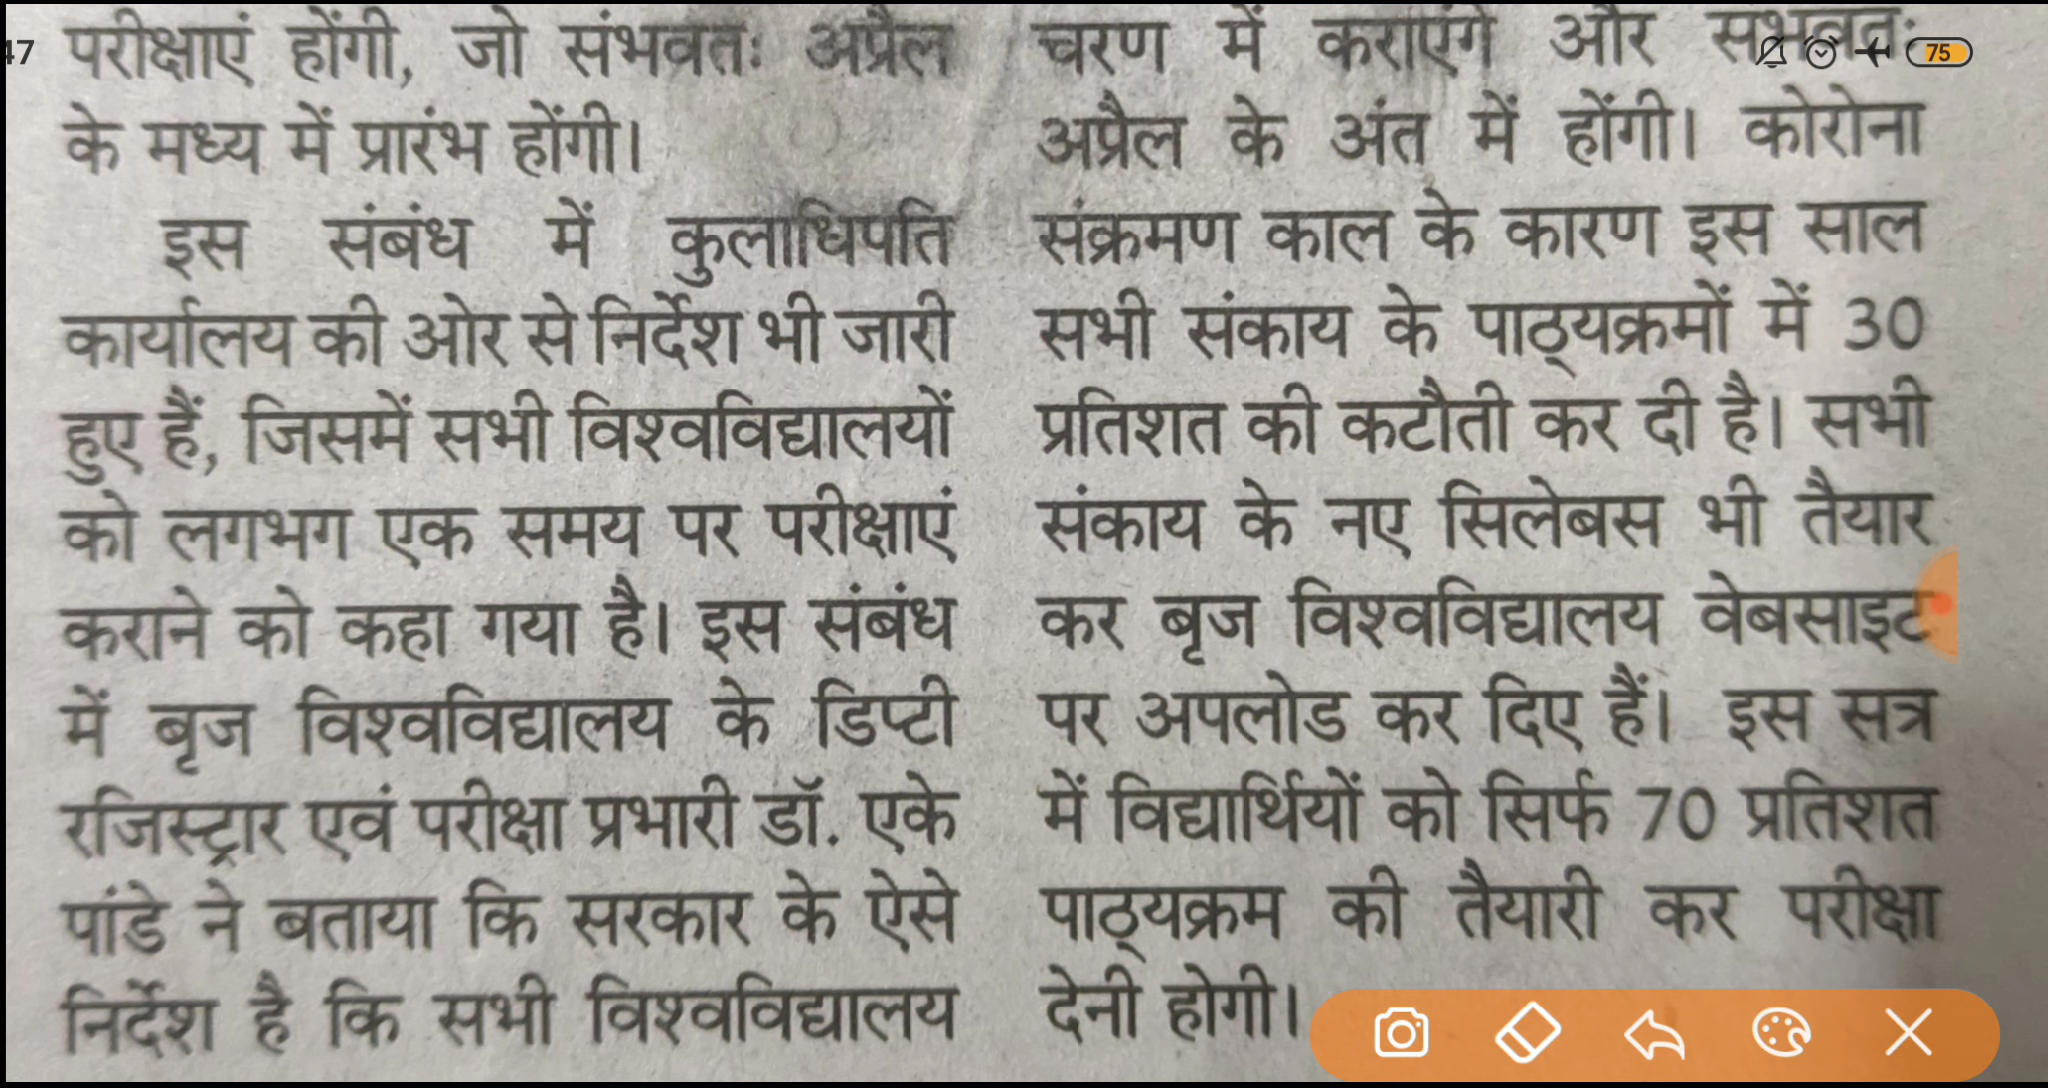 47
75
परीक्षाएं होंगी, जो संभवतः अप्रैल
के मध्य में प्रारंभ होंगी।
इस संबंध में कुलाधिपति
कार्यालय की ओर से निर्देश भी जारी
हुए हैं, जिसमें सभी विश्वविद्यालयों
को लगभग एक समय पर परीक्षाएं
कराने को कहा गया है। इस संबंध
में बृज विश्वविद्यालय के डिप्टी
रजिस्ट्रार एवं परीक्षा प्रभारी डॉ. एके
पांडे ने बताया कि सरकार के ऐसे
निर्देश है कि सभी विश्वविद्यालय
चरण में कराएंगे और संभवतः
अप्रैल के अंत में होंगी। कोरोना
संक्रमण काल के कारण इस साल
सभी संकाय के पाठ्यक्रमों में 30
प्रतिशत की कटौती कर दी है। सभी
संकाय के नए सिलेबस भी तैयार
कर बृज विश्वविद्यालय वेबसाइट
पर अपलोड कर दिए हैं। इस सत्र
में विद्यार्थियों को सिर्फ 70 प्रतिशत
पाठ्यक्रम की तैयारी कर परीक्षा
देनी होगी।